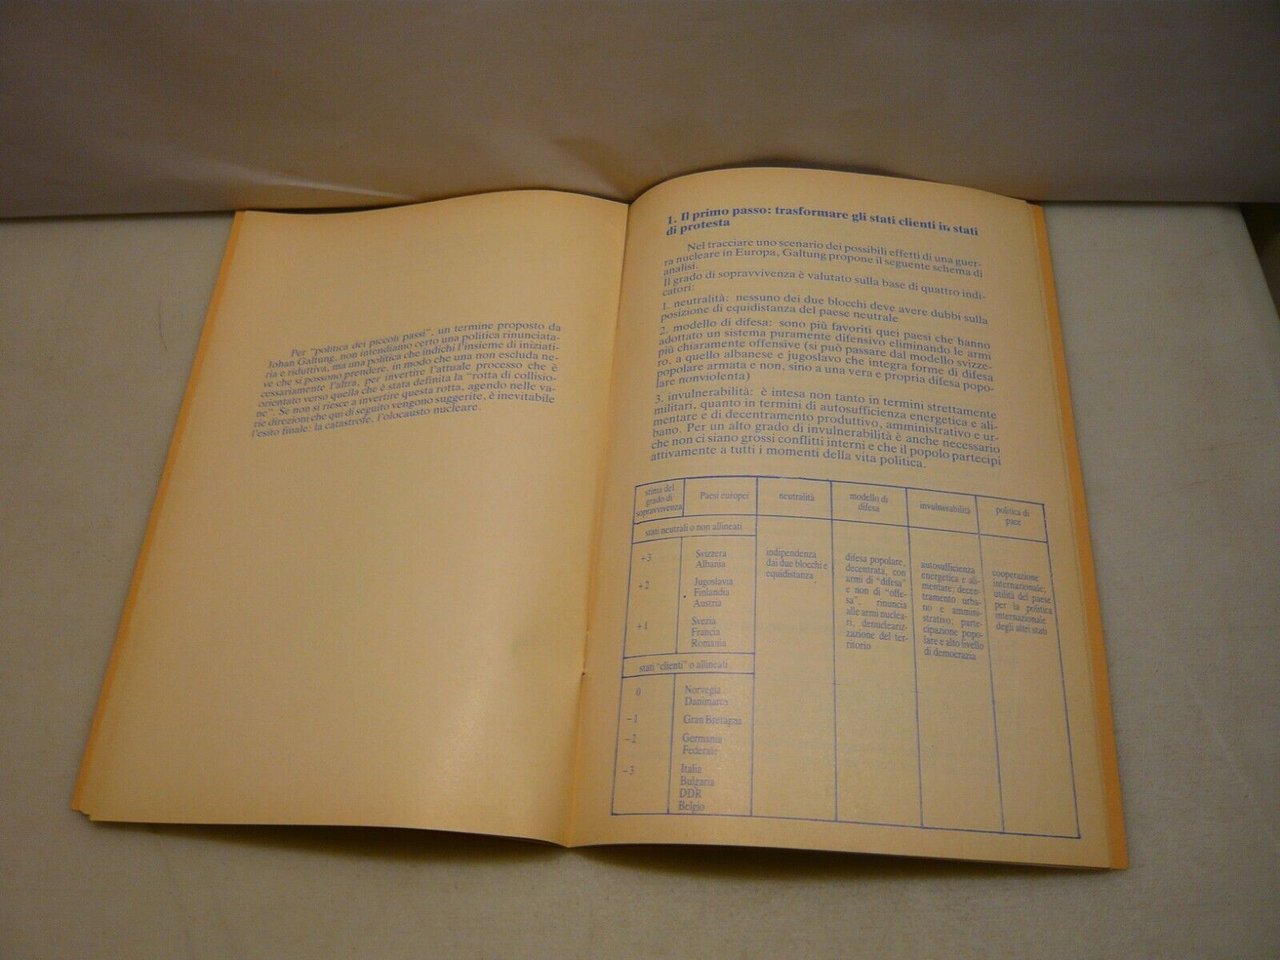 Per "politica dei piccoli passi", un termine proposto da
Johan Galtung, non intendiamo certo una politica rinunciata-
ria e riduttiva, ma una politica che indichi l'insieme di iniziati-
ve che si possono prendere, in modo che una non escluda ne-
cessariamente l'altra, per invertire l'attuale processo che è
orientato verso quella che è stata definita la "rotta di collisio-
ne". Se non si riesce a invertire questa rotta, agendo nelle va-
rie direzioni che qui di seguito vengono suggerite, è inevitabile
l'esito finale: la catastrofe, l'olocausto nucleare.
1. Il primo passo: trasformare gli stati clienti in stati
di protesta
Nel tracciare uno scenario dei possibili effetti di una guer-
ra nucleare in Europa, Galtung propone il seguente schema di
analisi.
Il grado di sopravvivenza è valutato sulla base di quattro indi-
catori:
1. neutralità: nessuno dei due blocchi deve avere dubbi sulla
posizione di equidistanza del paese neutrale
2. modello di difesa: sono più favoriti quei paesi che hanno
adottato un sistema puramente difensivo eliminando le armi
più chiaramente offensive (si può passare dal modello svizze-
ro, a quello albanese e jugoslavo che integra forme di difesa
popolare armata e non, sino a una vera e propria difesa popo-
lare nonviolenta)
3. invulnerabilità: è intesa non tanto in termini strettamente
militari, quanto in termini di autosufficienza energetica e ali-
mentare e di decentramento produttivo, amministrativo e ur-
bano. Per un alto grado di invulnerabilità è anche necessario
che non ci siano grossi conflitti interni e che il popolo partecipi
attivamente a tutti i momenti della vita politica.
stima del
grado di
sopravvivenza
Paesi europei
neutralità
modello di
difesa
invulnerabilità
politica di
pace
stati neutrali o non allineati
+3
Svizzera
Albania
+2
Jugoslavia
Finlandia
Austria
+1
Svezia
Francia
Romania
indipendenza
dai due blocchi e
equidistanza
difesa popolare,
decentrata, con
armi di "difesa"
e non di "offe-
sa", rinuncia
alle armi nuclea-
ri, denucleariz-
zazione del ter-
ritorio
autosufficienza
energetica e ali-
mentare; decen-
tramento urba-
no e ammini-
strativo; parte-
cipazione popo-
lare e alto livello
di democrazia
cooperazione
internazionale;
utilità del paese
per la politica
internazionale
degli altri stati
stati "clienti" o allineati
0
Norvegia
Danimarca
-1
Gran Bretagna
-2
Germania
Federale
-3
Italia
Bulgaria
DDR
Belgio